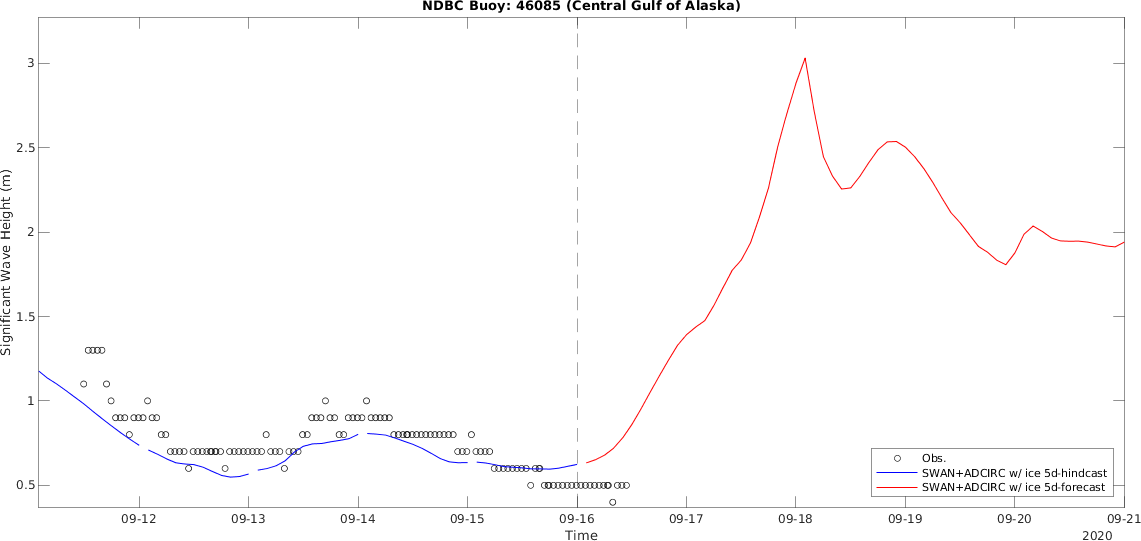 NDBC Buoy: 46085 (Central Gulf of Alaska)
Significant Wave Height (m)
3
2.5
2
1.5
1
0.5
Obs.
SWAN+ADCIRC w/ ice 5d-hindcast
SWAN+ADCIRC w/ ice 5d-forecast
09-12 09-13 09-14 09-15 09-16 09-17 09-18 09-19 09-20 09-21
Time
2020